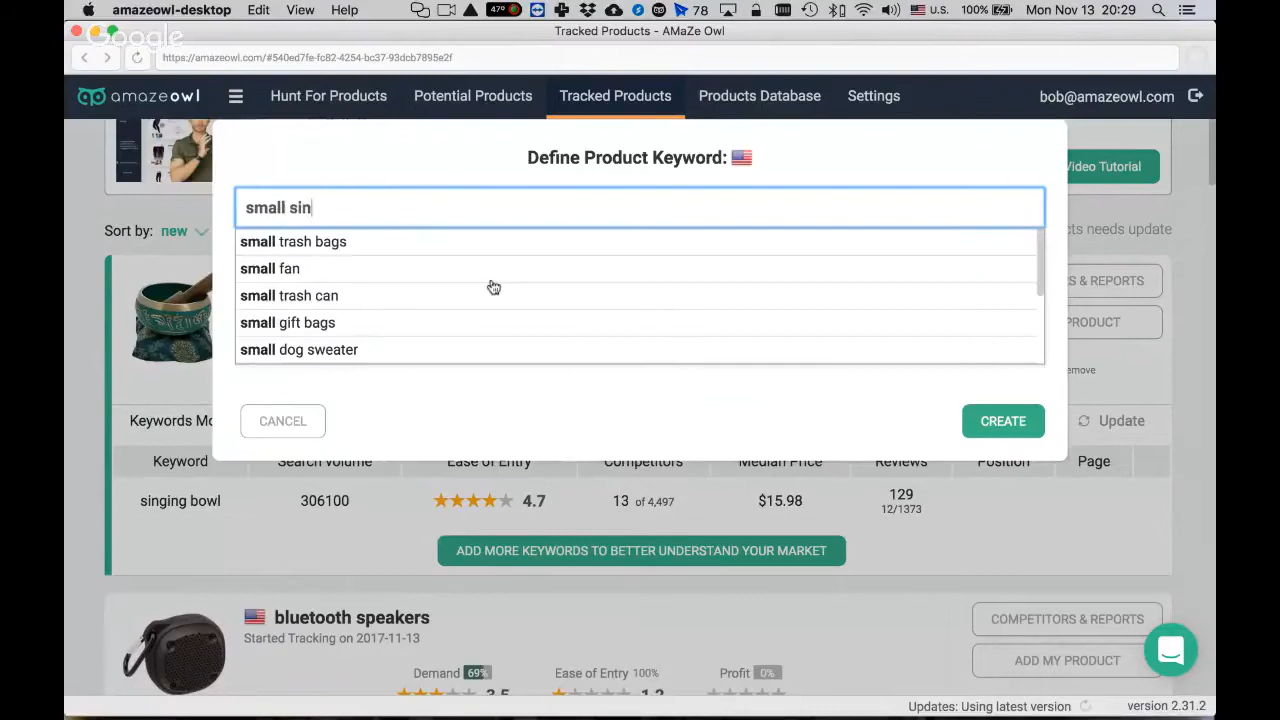 amazeowl-desktop Edit View Help 47° 78 U.S. 100% Mon Nov 13 20:29
Google
Tracked Products - AMaZe Owl
https://amazeowl.com/#540ed7fe-fc82-4254-bc37-93dcb7895e2f
amazeowl Hunt For Products Potential Products Tracked Products Products Database Settings bob@amazeowl.com
Define Product Keyword:
Video Tutorial
small sin
Sort by: new
cts needs update
small trash bags
small fan
S & REPORTS
small trash can
small gift bags
PRODUCT
small dog sweater
emove
Keywords Mo
CANCEL
CREATE
Update
Keyword Search Volume Ease of Entry Competitors Median Price Reviews Position Page
singing bowl 306100 4.7 13 of 4,497 $15.98 129
12/1373
ADD MORE KEYWORDS TO BETTER UNDERSTAND YOUR MARKET
bluetooth speakers
Started Tracking on 2017-11-13
COMPETITORS & REPORTS
ADD MY PRODUCT
Demand 69% Ease of Entry 100% Profit 0%
3.5 1.2
Updates: Using latest version version 2.31.2